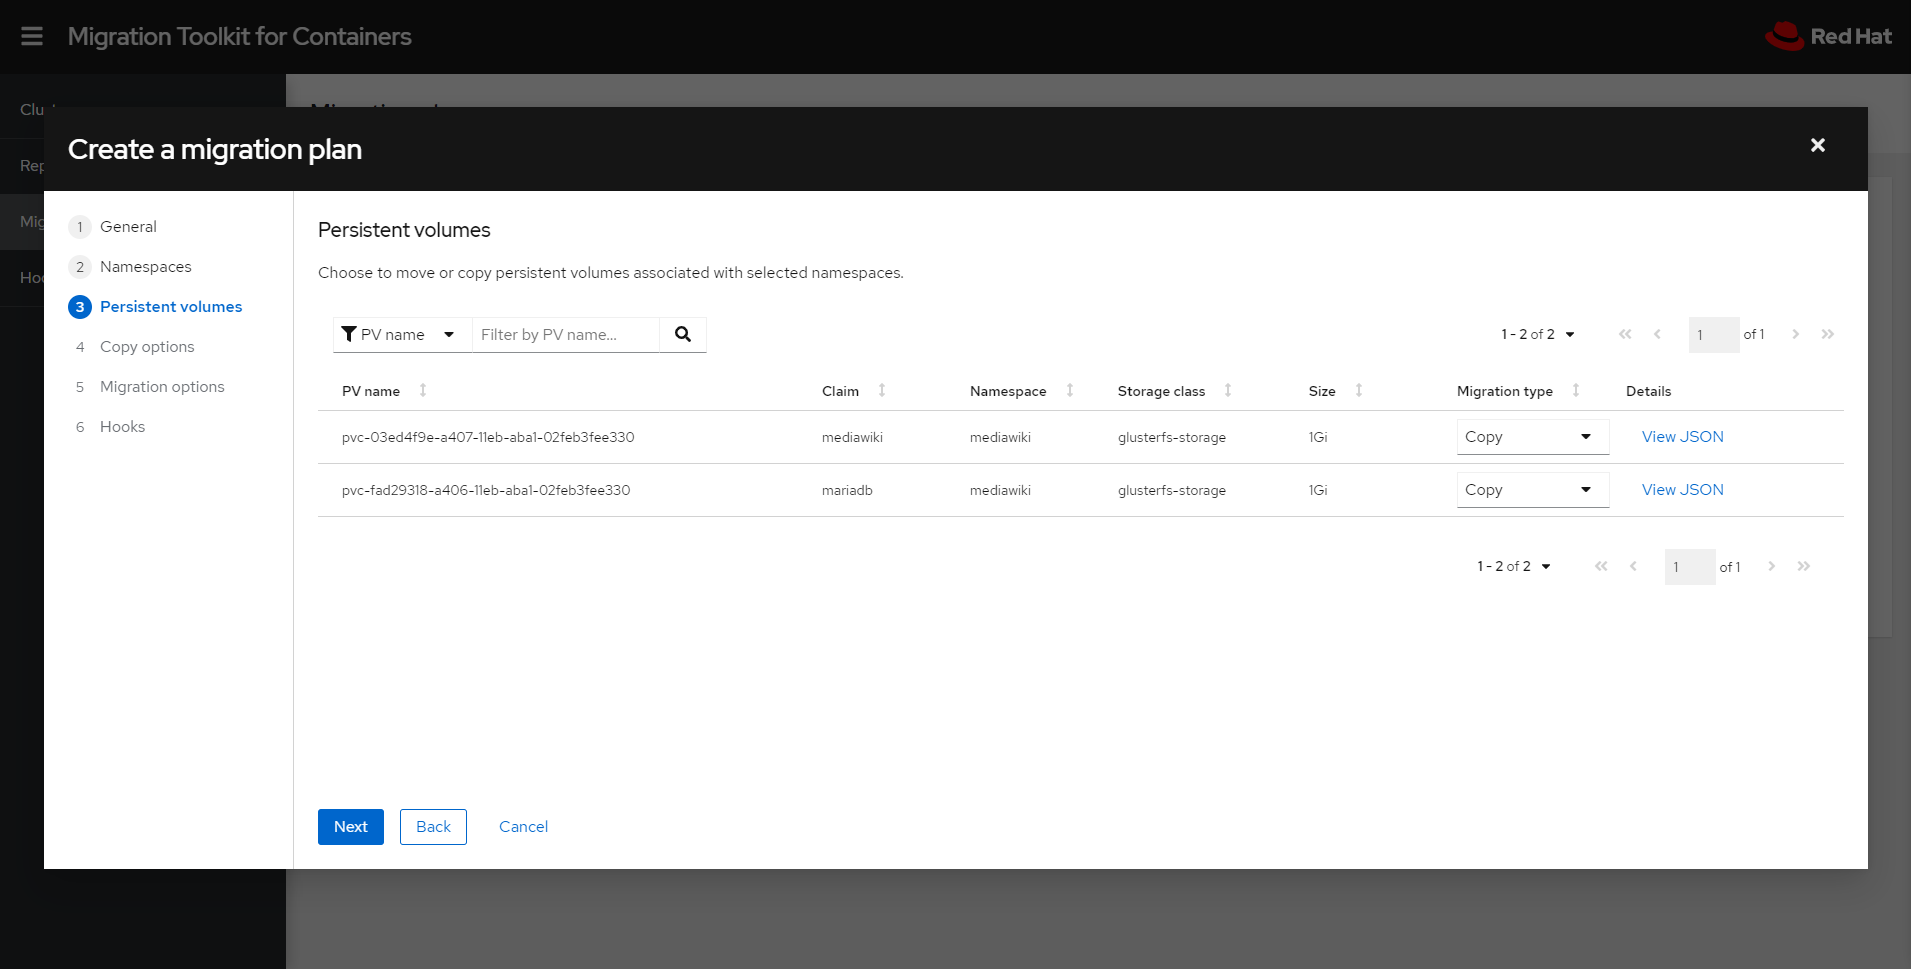 Migration Toolkit for Containers
Red Hat
Create a migration plan
1 General
2 Namespaces
3 Persistent volumes
4 Copy options
5 Migration options
6 Hooks
Persistent volumes
Choose to move or copy persistent volumes associated with selected namespaces.
PV name Filter by PV name... 1 - 2 of 2 1 of 1
PV name Claim Namespace Storage class Size Migration type Details
pvc-03ed4f9e-a407-11eb-aba1-02feb3fee330 mediawiki mediawiki glusterfs-storage 1Gi Copy View JSON
pvc-fad29318-a406-11eb-aba1-02feb3fee330 mariadb mediawiki glusterfs-storage 1Gi Copy View JSON
1 - 2 of 2 1 of 1
Next Back Cancel